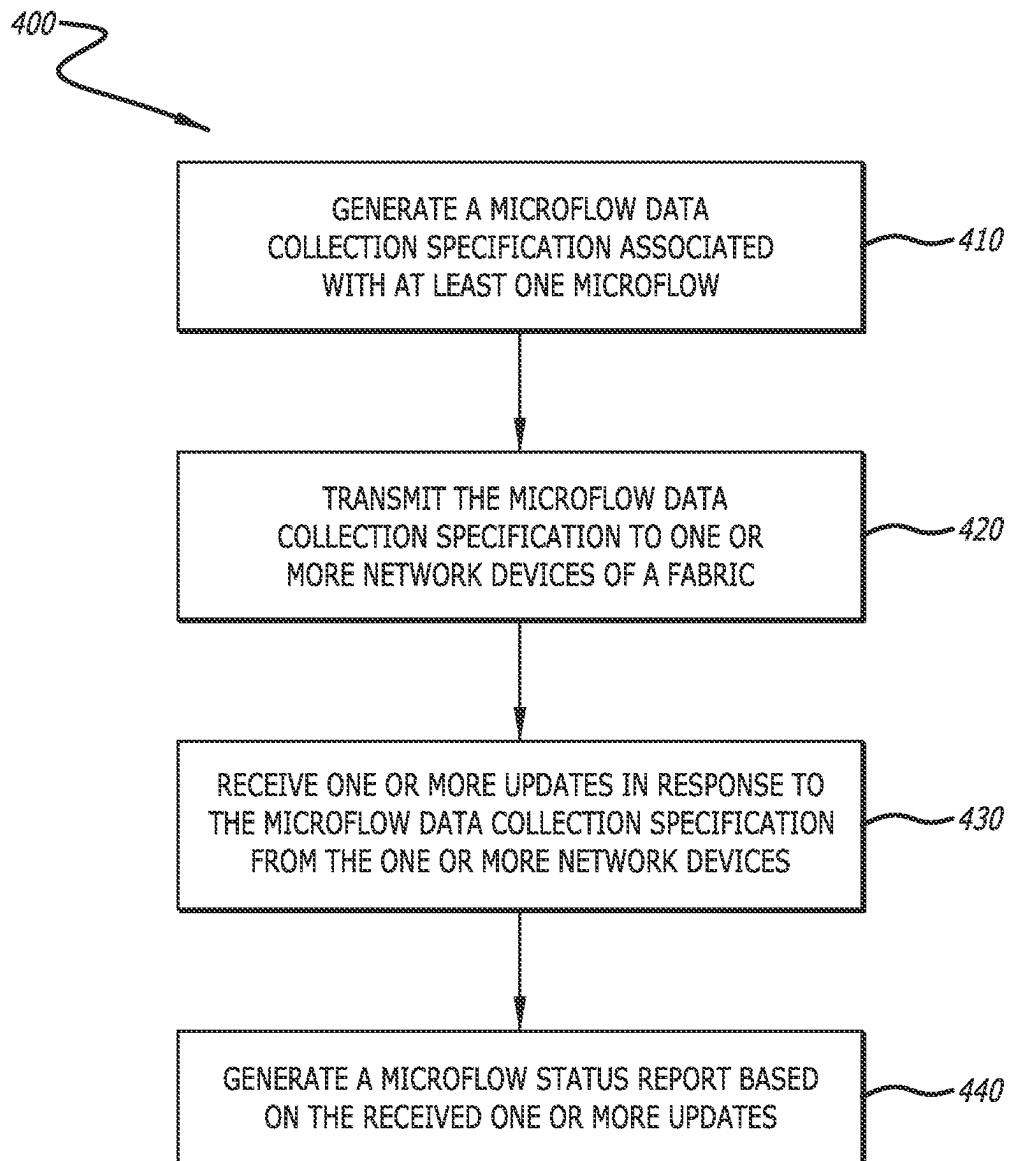 400
GENERATE A MICROFLOW DATA
COLLECTION SPECIFICATION ASSOCIATED
WITH AT LEAST ONE MICROFLOW
410
TRANSMIT THE MICROFLOW DATA
COLLECTION SPECIFICATION TO ONE OR
MORE NETWORK DEVICES OF A FABRIC
420
RECEIVE ONE OR MORE UPDATES IN RESPONSE TO
THE MICROFLOW DATA COLLECTION SPECIFICATION
FROM THE ONE OR MORE NETWORK DEVICES
430
GENERATE A MICROFLOW STATUS REPORT BASED
ON THE RECEIVED ONE OR MORE UPDATES
440